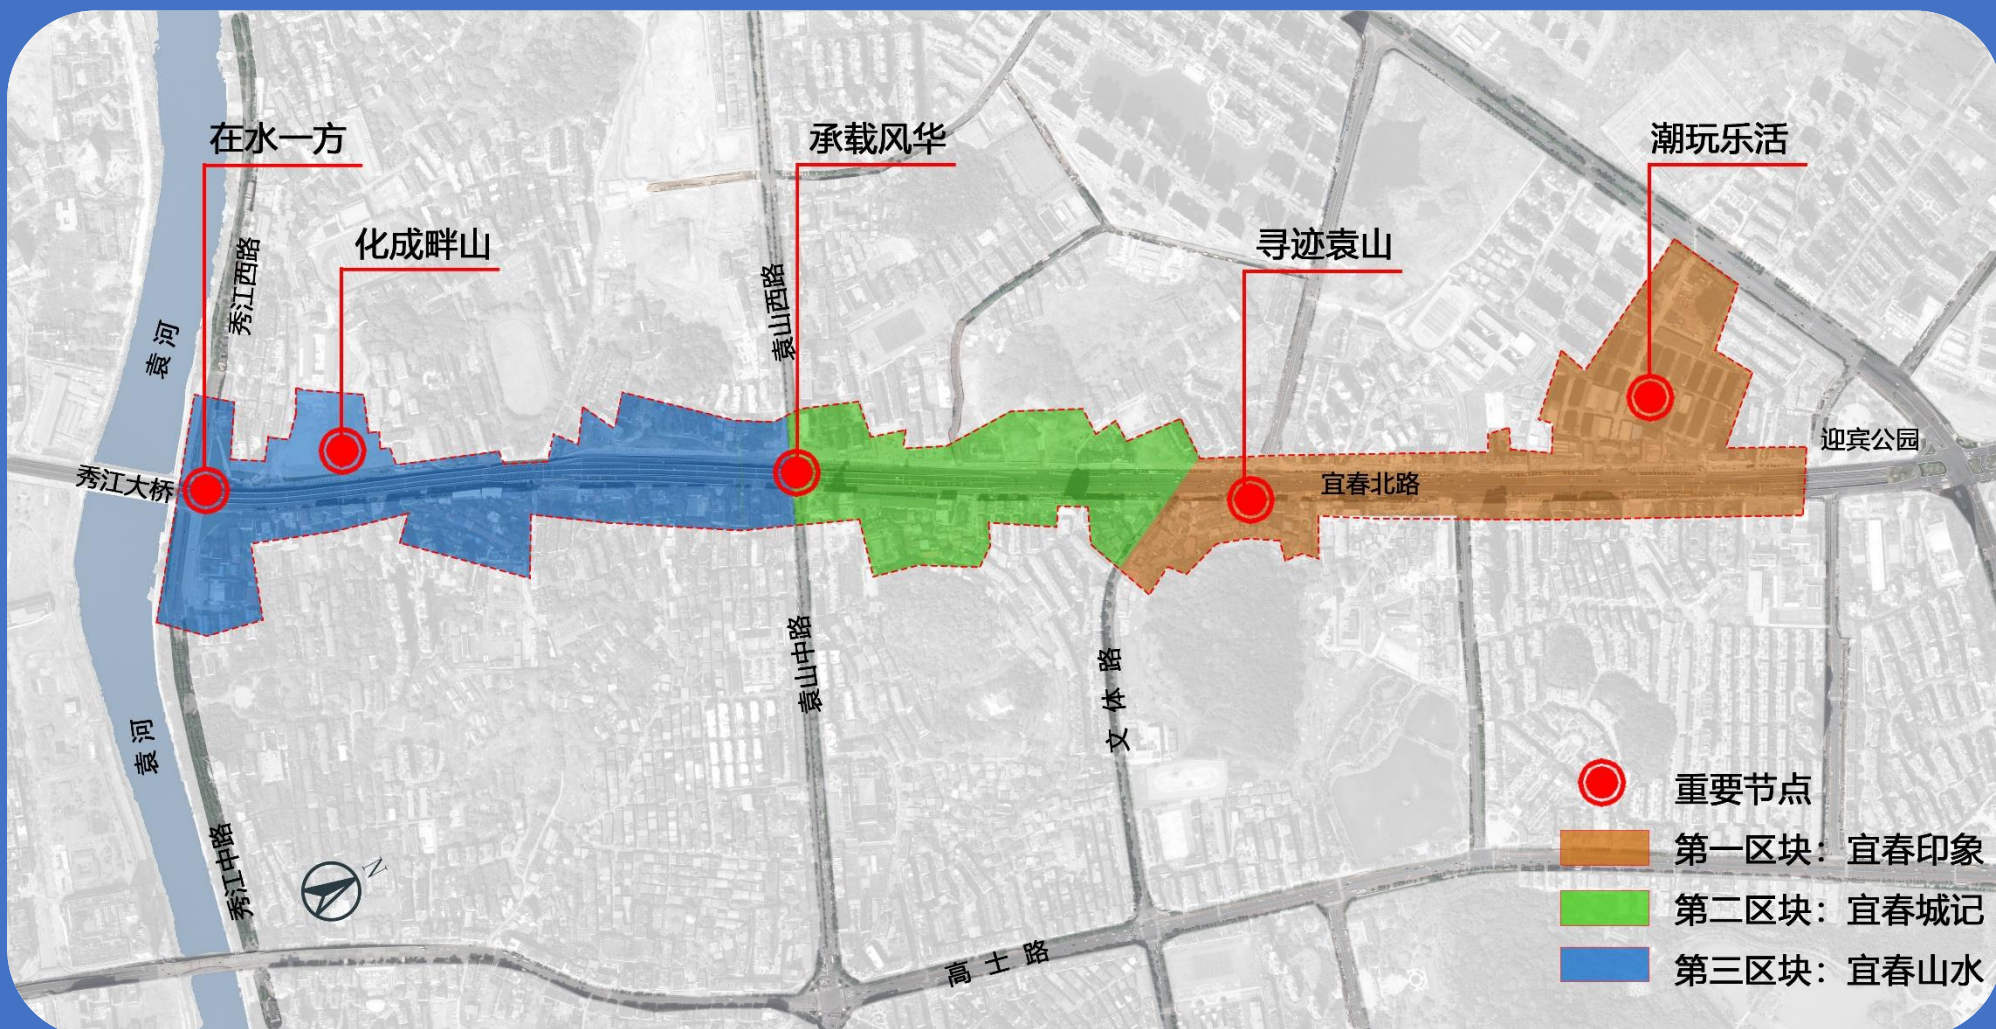 在水一方
承载风华
潮玩乐活
化成畔山
寻迹袁山
秀江西路
袁山西路
袁河
迎宾公园
秀江大桥
宜春北路
袁山中路
文体路
袁河
秀江中路
N
高士路
重要节点
第一区块：宜春印象
第二区块：宜春城记
第三区块：宜春山水